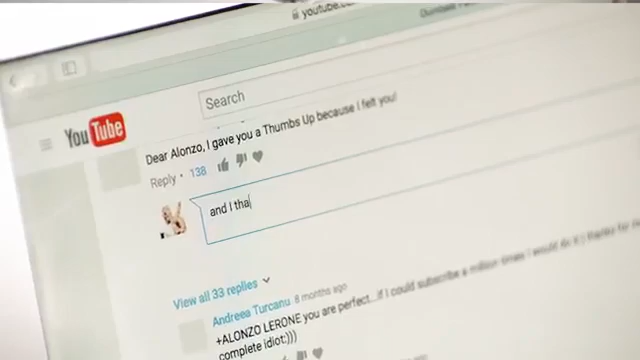 youtube.co
YouTube
Search
Dear Alonzo, I gave you a Thumbs Up because I felt you!
Reply • 138
and I tha
View all 33 replies
Andreea Turcanu 8 months ago
+ALONZO LERONE you are perfect...if I could subscribe a million times I would do it :) thanks for
complete idiot:)))